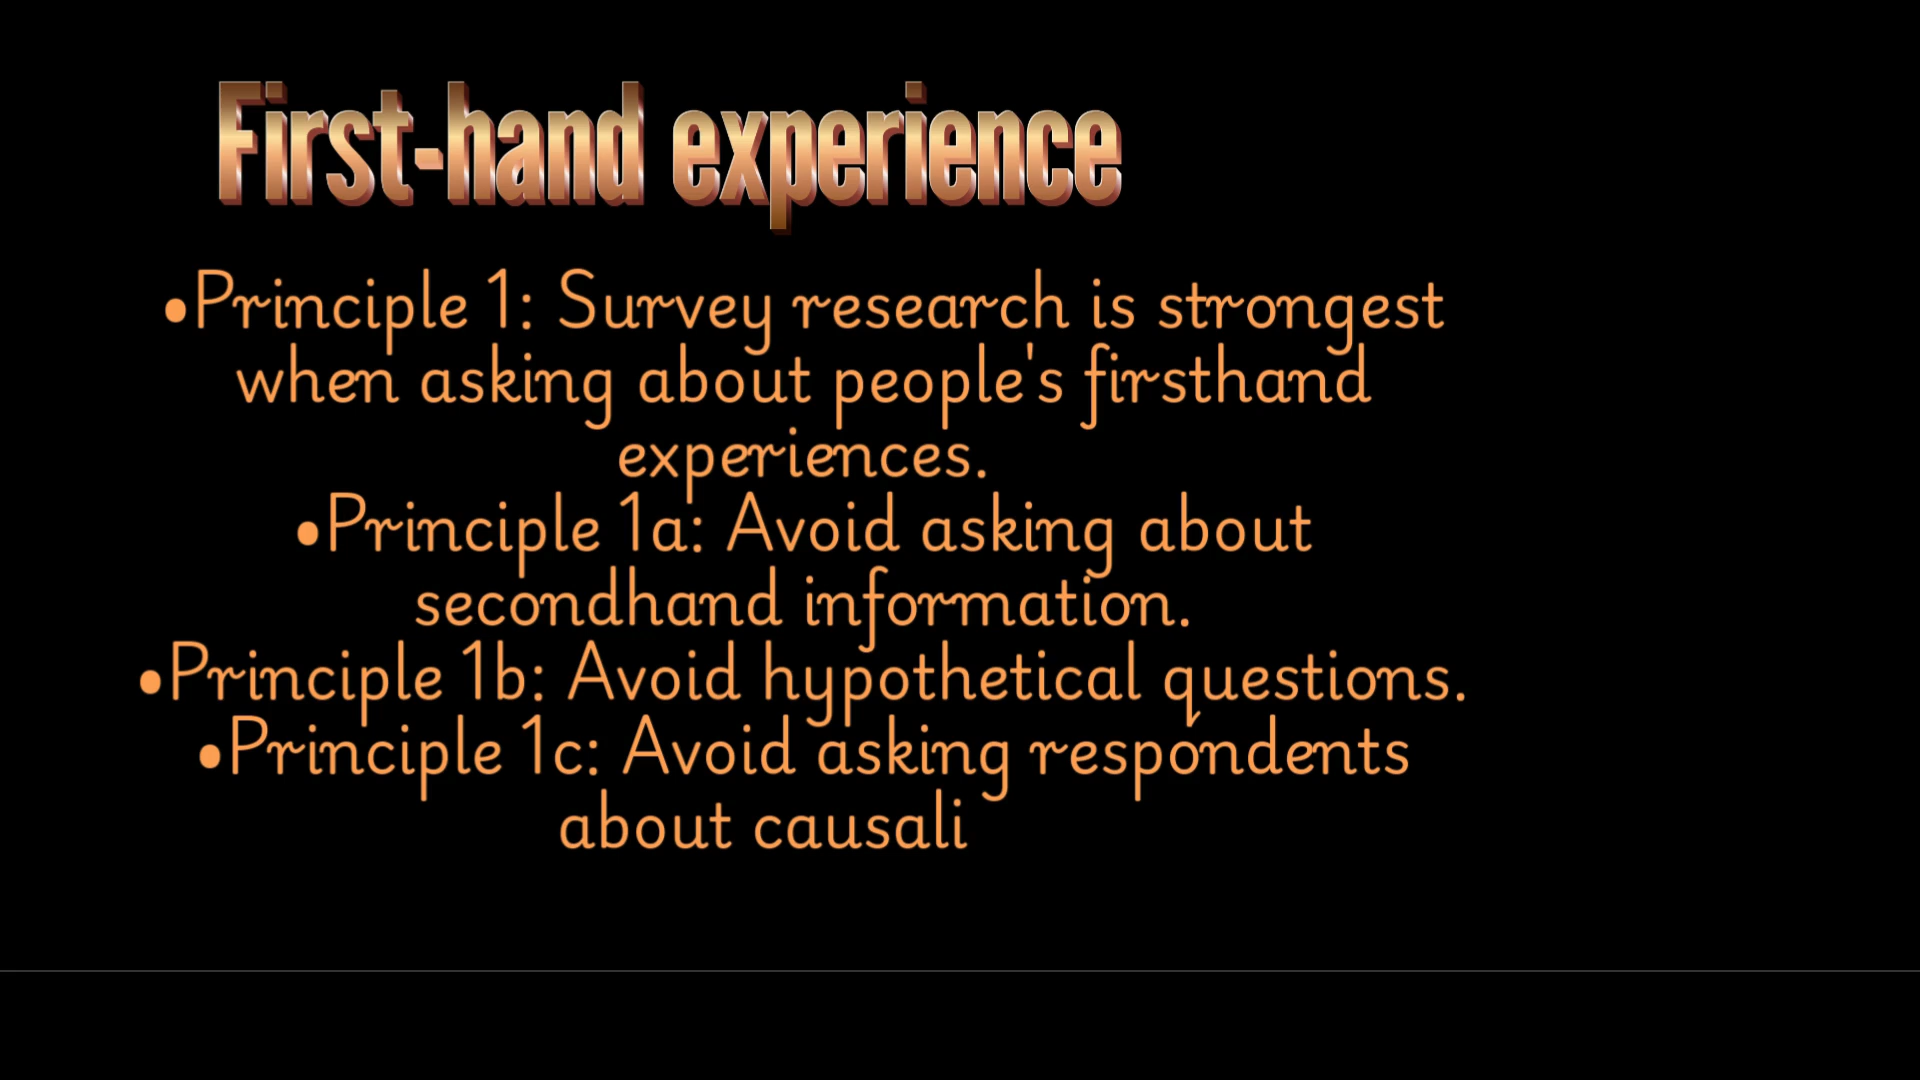 First-hand experience
•Principle 1: Survey research is strongest
when asking about people's firsthand
experiences.
•Principle 1a: Avoid asking about
secondhand information.
•Principle 1b: Avoid hypothetical questions.
•Principle 1c: Avoid asking respondents
about causali